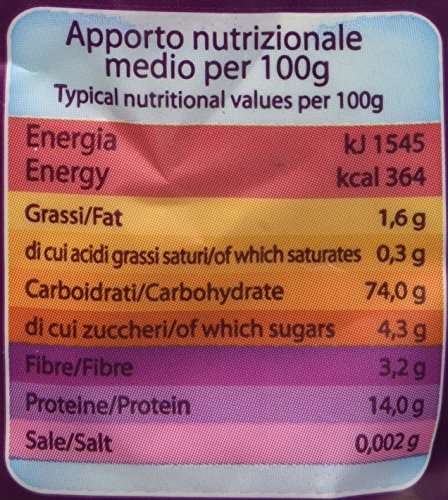 Apporto nutrizionale
medio per 100g
Typical nutritional values per 100g
Energia kJ 1545
Energy kcal 364
Grassi/Fat 1,6 g
di cui acidi grassi saturi/of which saturates 0,3 g
Carboidrati/Carbohydrate 74,0 g
di cui zuccheri/of which sugars 4,3 g
Fibre/Fibre 3,2 g
Proteine/Protein 14,0 g
Sale/Salt 0,002 g